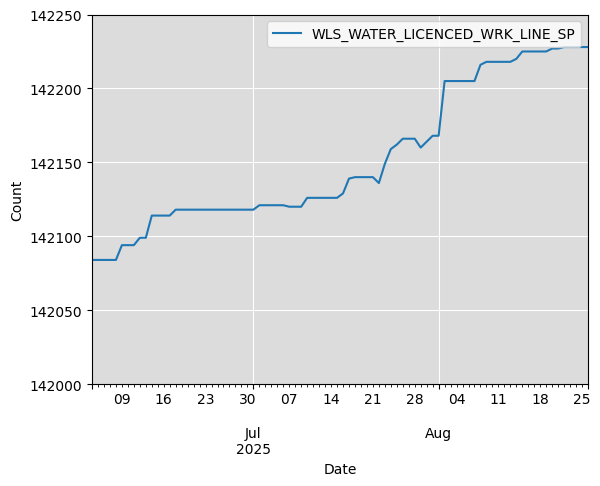 142250
142200
142150
142100
142050
142000
Count
WLS_WATER_LICENCED_WRK_LINE_SP
09 16 23 30 07 14 21 28 04 11 18 25
Jul Aug
2025
Date